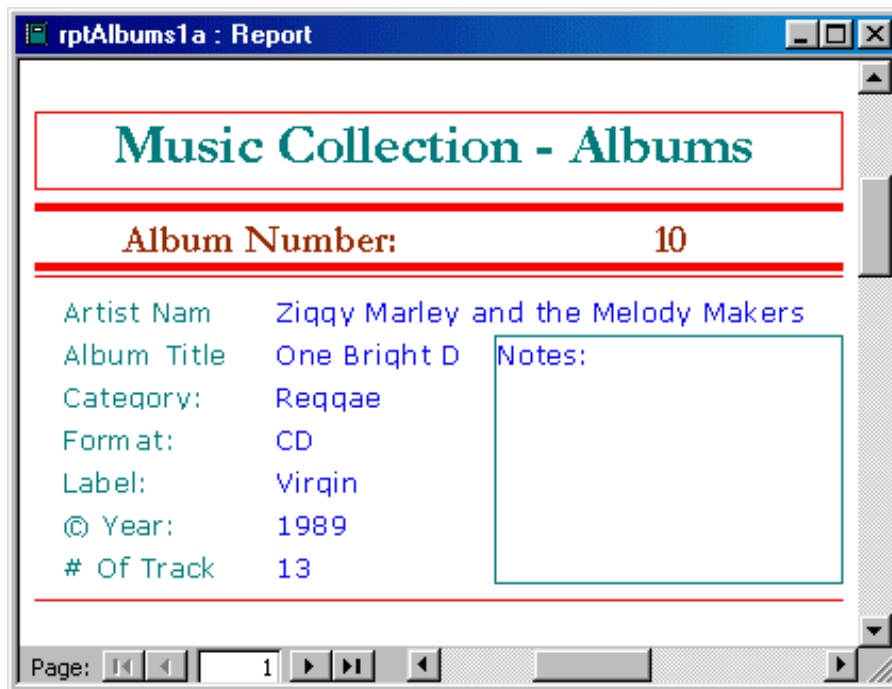 rptAlbums1a : Report
Music Collection - Albums
Album Number: 10
Artist Nam Ziggy Marley and the Melody Makers
Album Title One Bright D Notes:
Category: Reggae
Format: CD
Label: Virgin
© Year: 1989
# Of Track 13
Page: 1